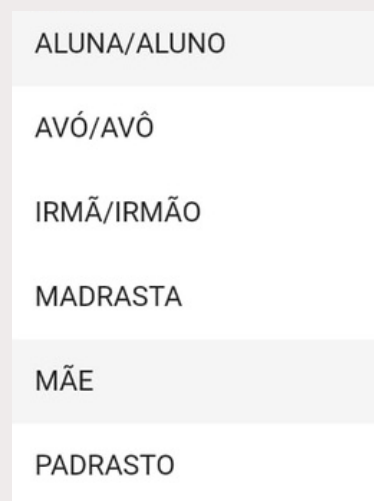 ALUNA/ALUNO
AVÓ/AVÔ
IRMÃ/IRMÃO
MADRASTA
MÃE
PADRASTO